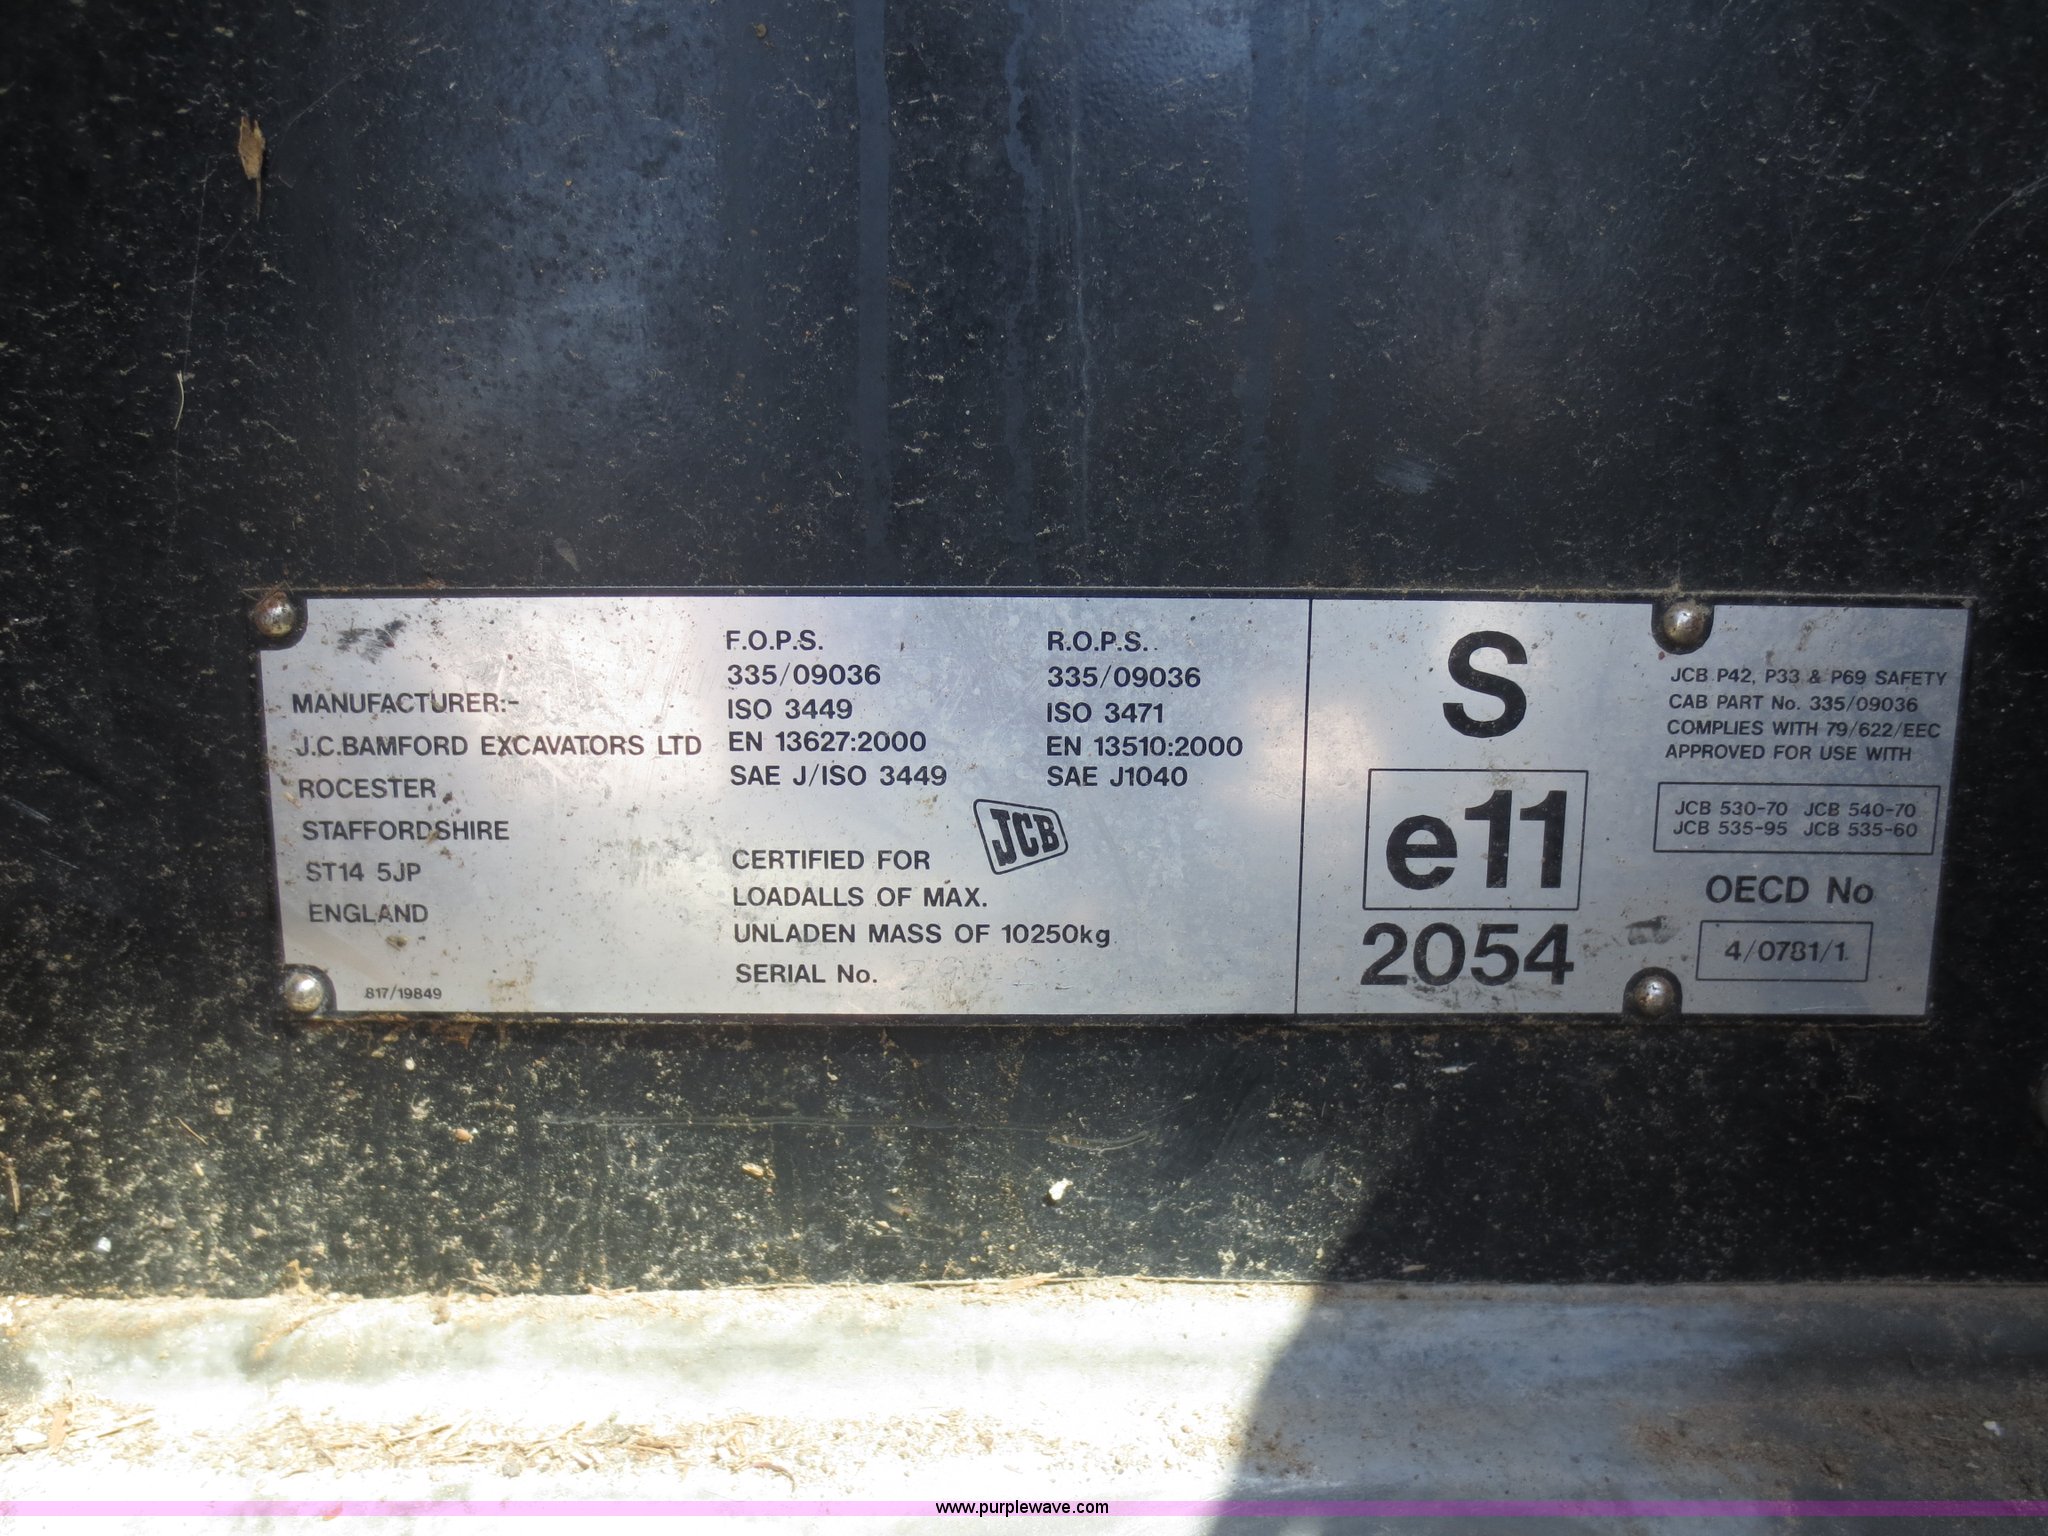 MANUFACTURER:-
J.C.BAMFORD EXCAVATORS LTD
ROCESTER
STAFFORDSHIRE
ST14 5JP
ENGLAND
817/19849
F.O.P.S.
335/09036
ISO 3449
EN 13627:2000
SAE J/ISO 3449
R.O.P.S.
335/09036
ISO 3471
EN 13510:2000
SAE J1040
JCB
CERTIFIED FOR
LOADALLS OF MAX.
UNLADEN MASS OF 10250kg
SERIAL No.
S
e11
2054
JCB P42, P33 & P69 SAFETY
CAB PART No. 335/09036
COMPLIES WITH 79/622/EEC
APPROVED FOR USE WITH
JCB 530-70 JCB 540-70
JCB 535-95 JCB 535-60
OECD No
4/0781/1
www.purplewave.com